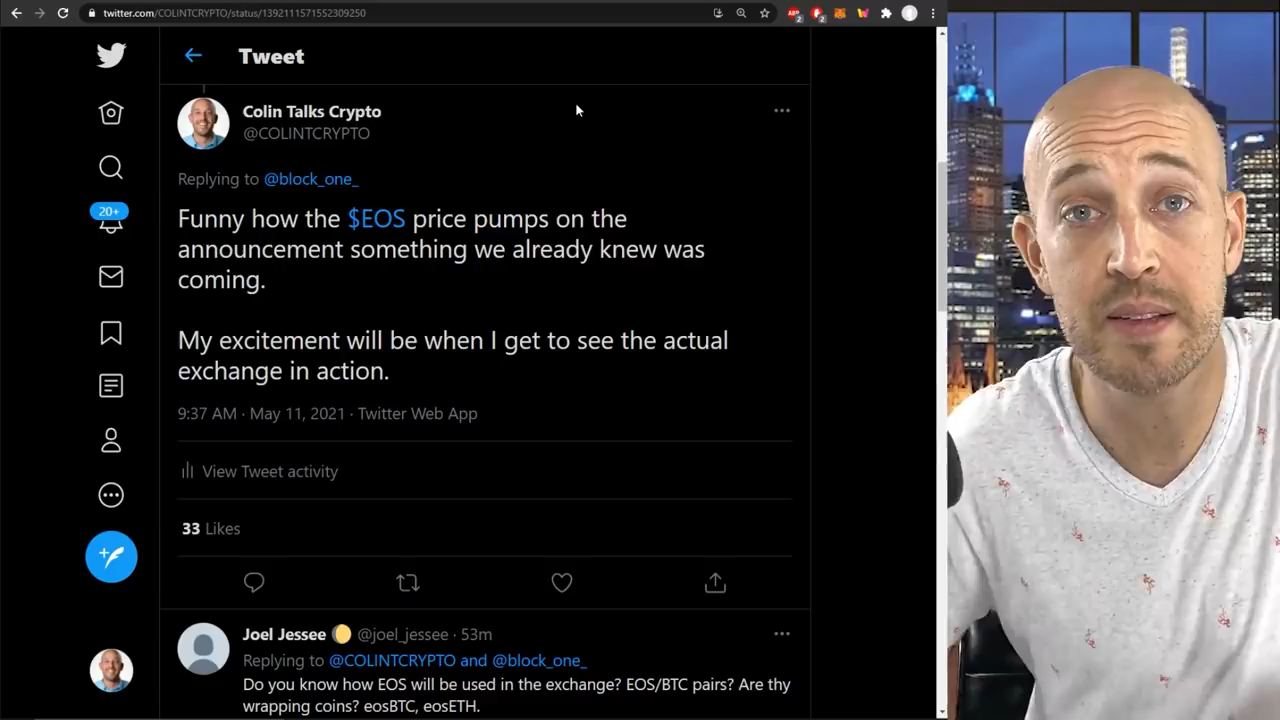 twitter.com/COLINTCRYPTO/status/1392111571552309250
2
2
Tweet
20+
Colin Talks Crypto
@COLINTCRYPTO
Replying to @block_one_
Funny how the $EOS price pumps on the
announcement something we already knew was
coming.
My excitement will be when I get to see the actual
exchange in action.
9:37 AM · May 11, 2021 · Twitter Web App
View Tweet activity
33 Likes
Joel Jessee @joel_jessee · 53m
Replying to @COLINTCRYPTO and @block_one_
Do you know how EOS will be used in the exchange? EOS/BTC pairs? Are thy
wrapping coins? eosBTC, eosETH.